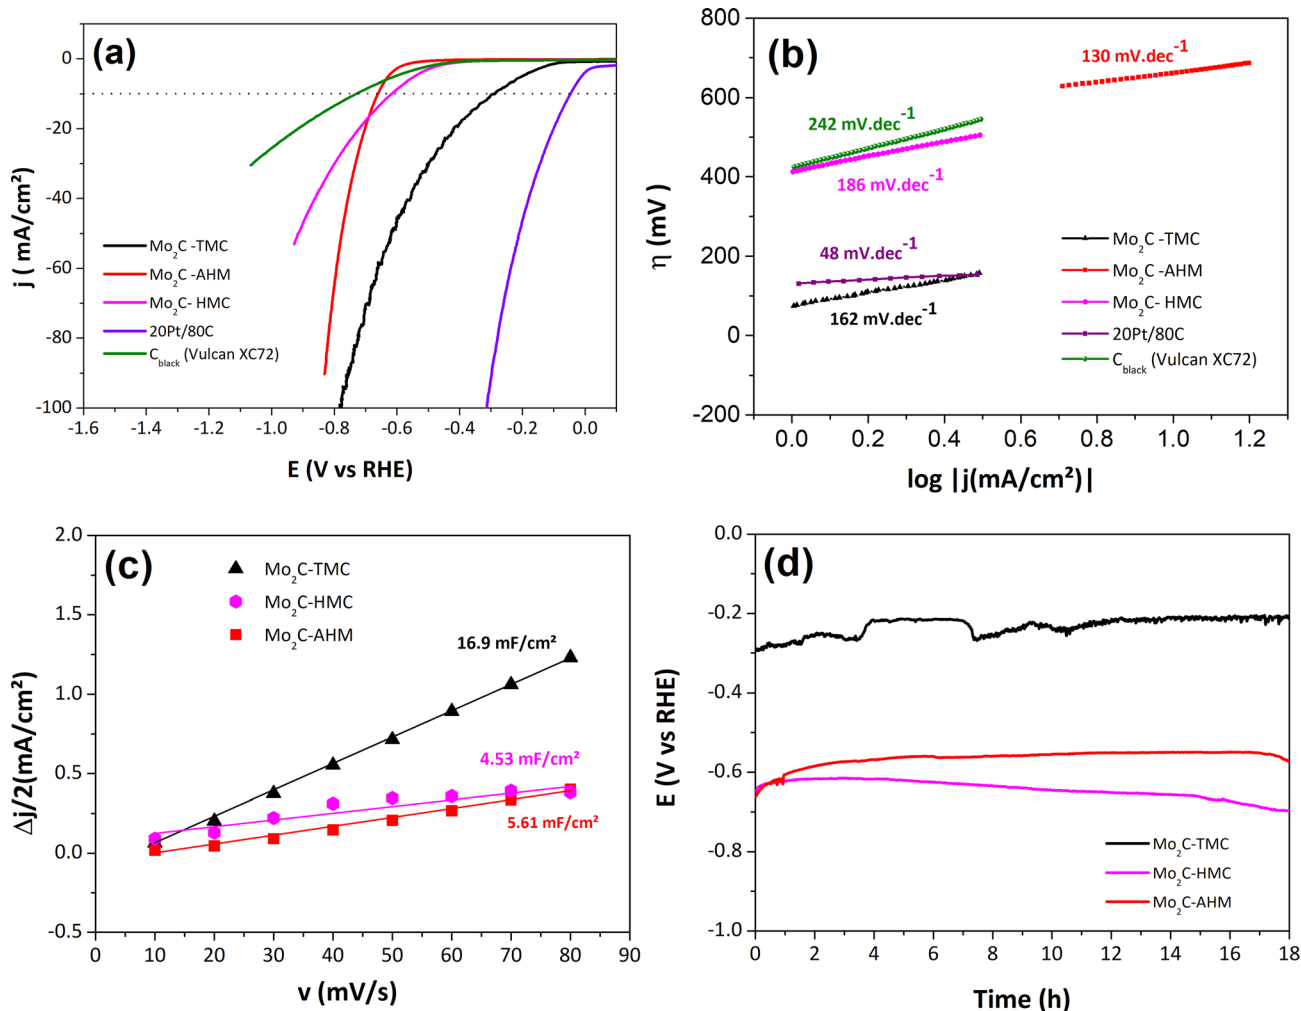 (a)
0
-20
-40
-60
-80
-100
j ( mA/cm²)
Mo2C -TMC
Mo2C -AHM
Mo2C- HMC
20Pt/80C
Cblack (Vulcan XC72)
-1.6 -1.4 -1.2 -1.0 -0.8 -0.6 -0.4 -0.2 0.0
E (V vs RHE)
(b)
800
600
400
200
0
-200
η (mV )
130 mV.dec-1
242 mV.dec-1
186 mV.dec-1
48 mV.dec-1
162 mV.dec-1
Mo2C -TMC
Mo2C -AHM
Mo2C- HMC
20Pt/80C
Cblack (Vulcan XC72)
0.0 0.2 0.4 0.6 0.8 1.0 1.2
log |j(mA/cm²)|
(c)
2.0
1.5
1.0
0.5
0.0
-0.5
Δj/2(mA/cm²)
Mo2C-TMC
Mo2C-HMC
Mo2C-AHM
16.9 mF/cm²
4.53 mF/cm²
5.61 mF/cm²
0 10 20 30 40 50 60 70 80 90
v (mV/s)
(d)
0.0
-0.2
-0.4
-0.6
-0.8
-1.0
E (V vs RHE)
Mo2C-TMC
Mo2C-HMC
Mo2C-AHM
0 2 4 6 8 10 12 14 16 18
Time (h)